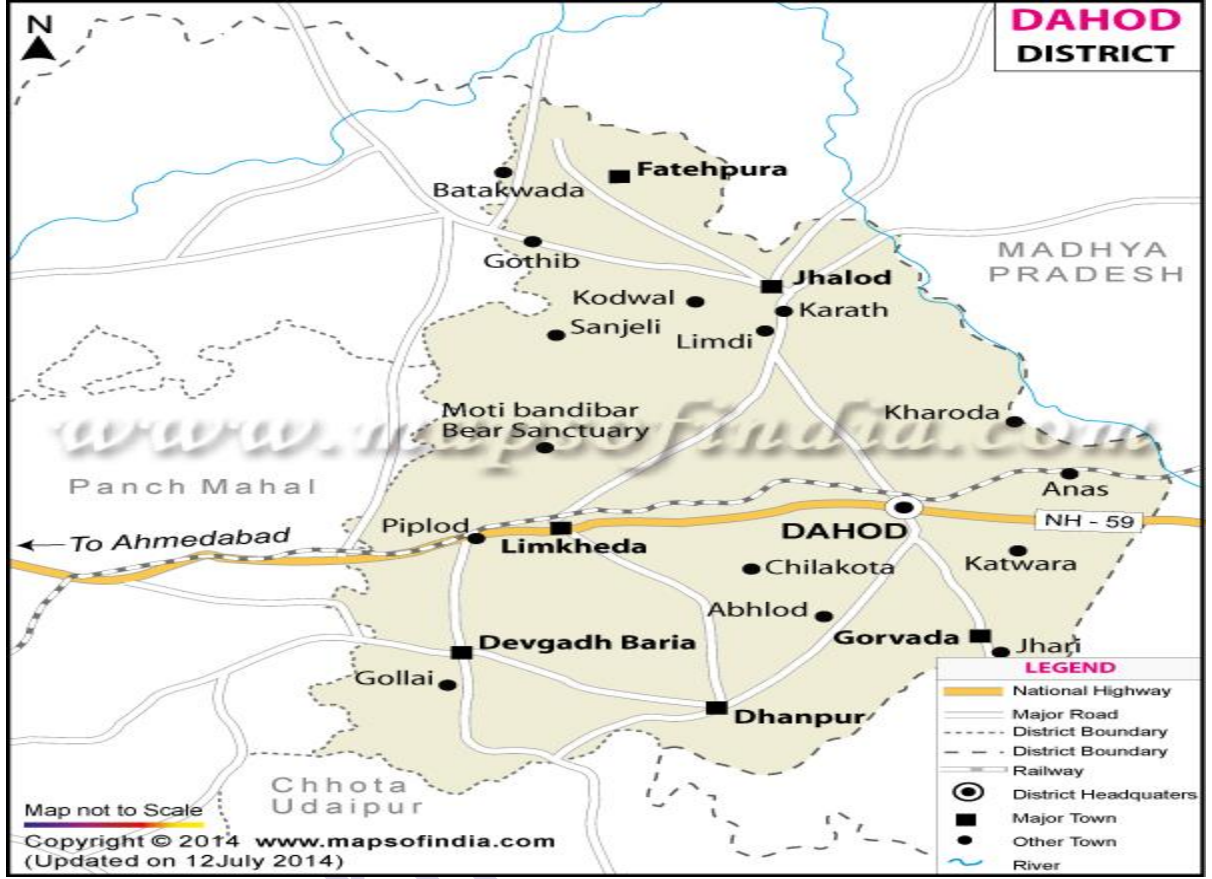 N
DAHOD
DISTRICT
Fatehpura
Batakwada
Gothib
MADHYA
PRADESH
Jhalod
Kodwal
Karath
Sanjeli
Limdi
Moti bandibar
Bear Sanctuary
Kharoda
www.mapsofindia.com
Panch Mahal
Anas
Piplod
DAHOD
NH - 59
To Ahmedabad
Limkheda
Chilakota
Katwara
Abhlod
Gorvada
Devgadh Baria
Jhari
Gollai
Dhanpur
LEGEND
National Highway
Major Road
District Boundary
District Boundary
Railway
District Headquaters
Major Town
Other Town
River
Chhota
Udaipur
Map not to Scale
Copyright © 2014 www.mapsofindia.com
(Updated on 12July 2014)